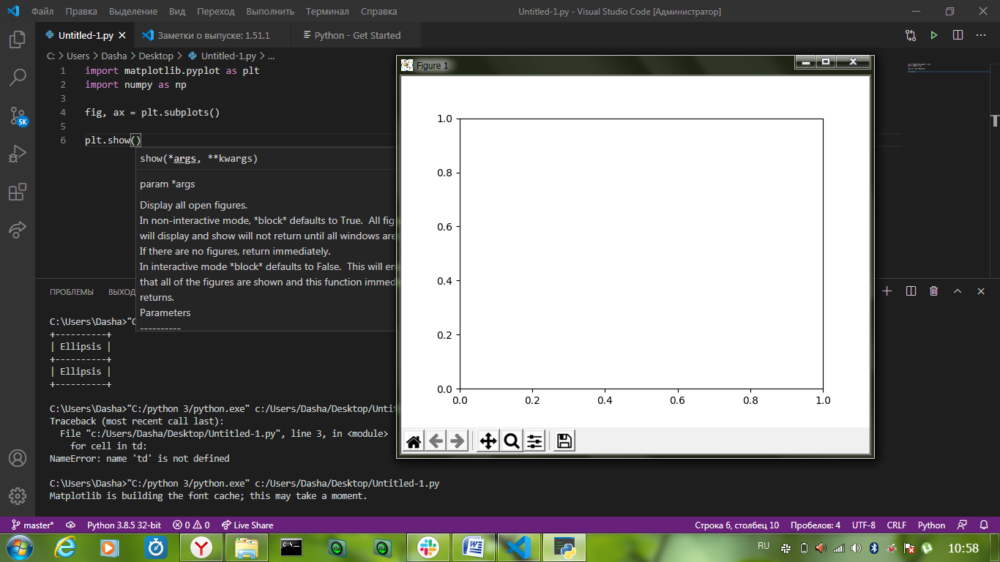 Файл Правка Выделение Вид Переход Выполнить Терминал Справка Untitled-1.py - Visual Studio Code [Администратор]
Untitled-1.py Заметки о выпуске: 1.51.1 Python - Get Started
C: > Users > Dasha > Desktop > Untitled-1.py > ...
1 import matplotlib.pyplot as plt
2 import numpy as np
3
4 fig, ax = plt.subplots()
5
6 plt.show()
show(*args, **kwargs)
param *args
Display all open figures.
In non-interactive mode, *block* defaults to True. All fig
will display and show will not return until all windows are
If there are no figures, return immediately.
In interactive mode *block* defaults to False. This will en
that all of the figures are shown and this function immed
returns.
Parameters
----------
5K
Figure 1
1.0
0.8
0.6
0.4
0.2
0.0
0.0 0.2 0.4 0.6 0.8 1.0
ПРОБЛЕМЫ ВЫХОД
C:\Users\Dasha>"C
+----------+
| Ellipsis |
+----------+
| Ellipsis |
+----------+
C:\Users\Dasha>"C:/python 3/python.exe" c:/Users/Dasha/Desktop/Untit
Traceback (most recent call last):
File "c:/Users/Dasha/Desktop/Untitled-1.py", line 3, in <module>
for cell in td:
NameError: name 'td' is not defined
C:\Users\Dasha>"C:/python 3/python.exe" c:/Users/Dasha/Desktop/Untitled-1.py
Matplotlib is building the font cache; this may take a moment.
master* Python 3.8.5 32-bit 0 0 Live Share Строка 6, столбец 10 Пробелов: 4 UTF-8 CRLF Python
C:\_ RU 10:58